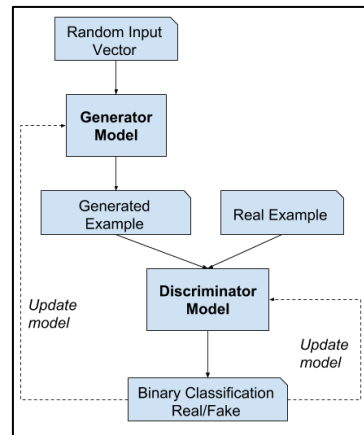 Random Input
Vector
Generator
Model
Generated
Example
Real Example
Discriminator
Model
Update
model
Update
model
Binary Classification
Real/Fake